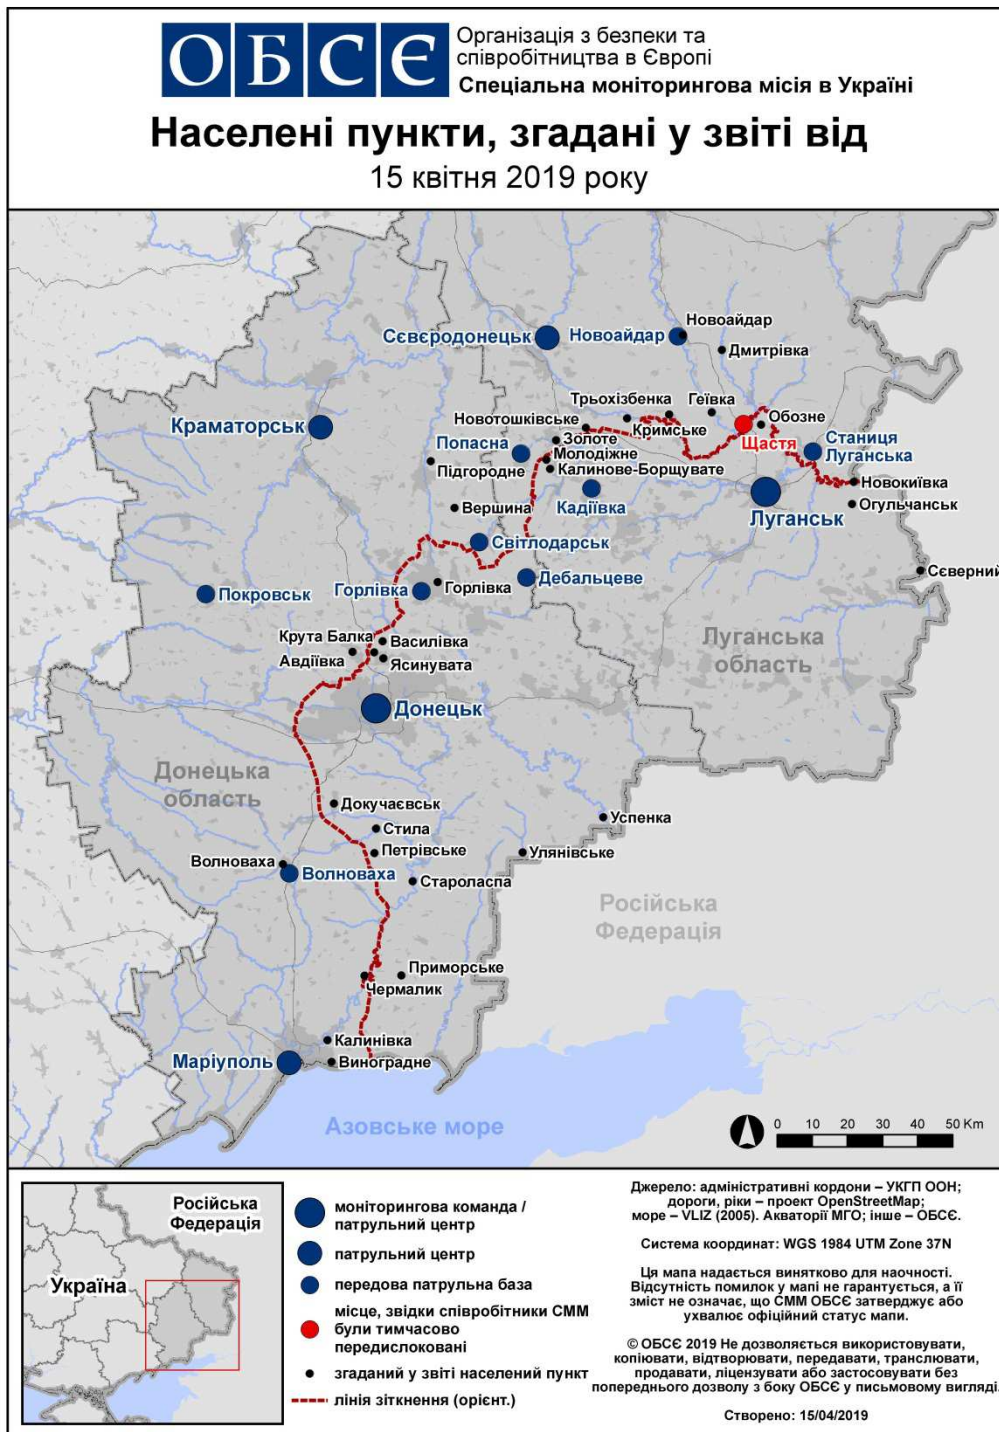 ОБСЄ
Організація з безпеки та
співробітництва в Європі
Спеціальна моніторингова місія в Україні
Населені пункти, згадані у звіті від
15 квітня 2019 року
Сєвєродонецьк
Новоайдар
Новоайдар
Дмитрівка
Трьохізбенка
Геївка
Новотошківське
Кримське
Обозне
Щастя
Краматорськ
Попасна
Золоте
Молодіжне
Калинове-Борщувате
Станиця
Луганська
Підгородне
Новокиївка
Кадіївка
Луганськ
Огульчанськ
Вершина
Світлодарськ
Сєверний
Дебальцеве
Покровськ
Горлівка
Горлівка
Крута Балка
Василівка
Авдіївка
Ясинувата
Луганська
область
Донецьк
Донецька
область
Докучаєвськ
Успенка
Стила
Петрівське
Улянівське
Волноваха
Волноваха
Староласпа
Російська
Федерація
Приморське
Чермалик
Калинівка
Маріуполь
Виноградне
Азовське море
0 10 20 30 40 50 Km
Російська
Федерація
Україна
моніторингова команда /
патрульний центр
патрульний центр
передова патрульна база
місце, звідки співробітники СММ
були тимчасово
передислоковані
згаданий у звіті населений пункт
лінія зіткнення (орієнт.)
Джерело: адміністративні кордони – УКГП ООН;
дороги, ріки – проект OpenStreetMap;
море – VLIZ (2005). Акваторії МГО; інше – ОБСЄ.
Система координат: WGS 1984 UTM Zone 37N
Ця мапа надається винятково для наочності.
Відсутність помилок у мапі не гарантується, а її
зміст не означає, що СММ ОБСЄ затверджує або
ухвалює офіційний статус мапи.
© ОБСЄ 2019 Не дозволяється використовувати,
копіювати, відтворювати, передавати, транслювати,
продавати, ліцензувати або застосовувати без
попереднього дозволу з боку ОБСЄ у письмовому вигляді.
Створено: 15/04/2019